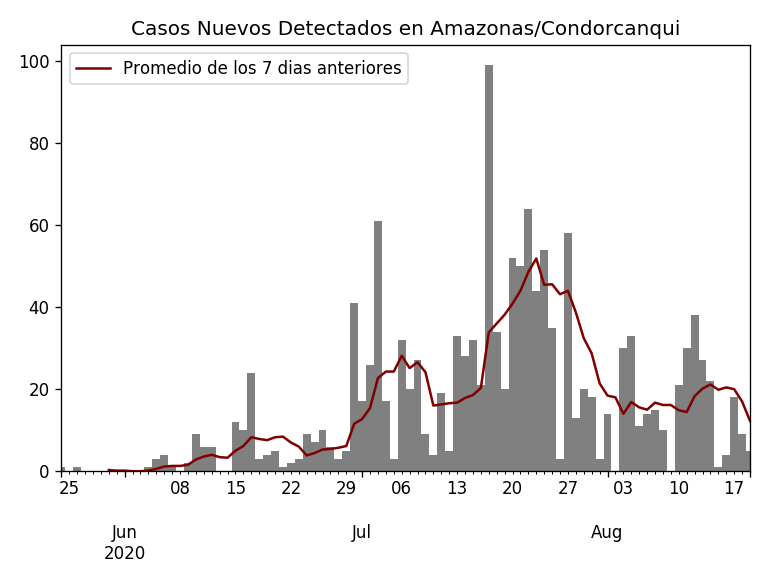 Casos Nuevos Detectados en Amazonas/Condorcanqui
Promedio de los 7 dias anteriores
100
80
60
40
20
0
25 08 15 22 29 06 13 20 27 03 10 17
Jun Jul Aug
2020